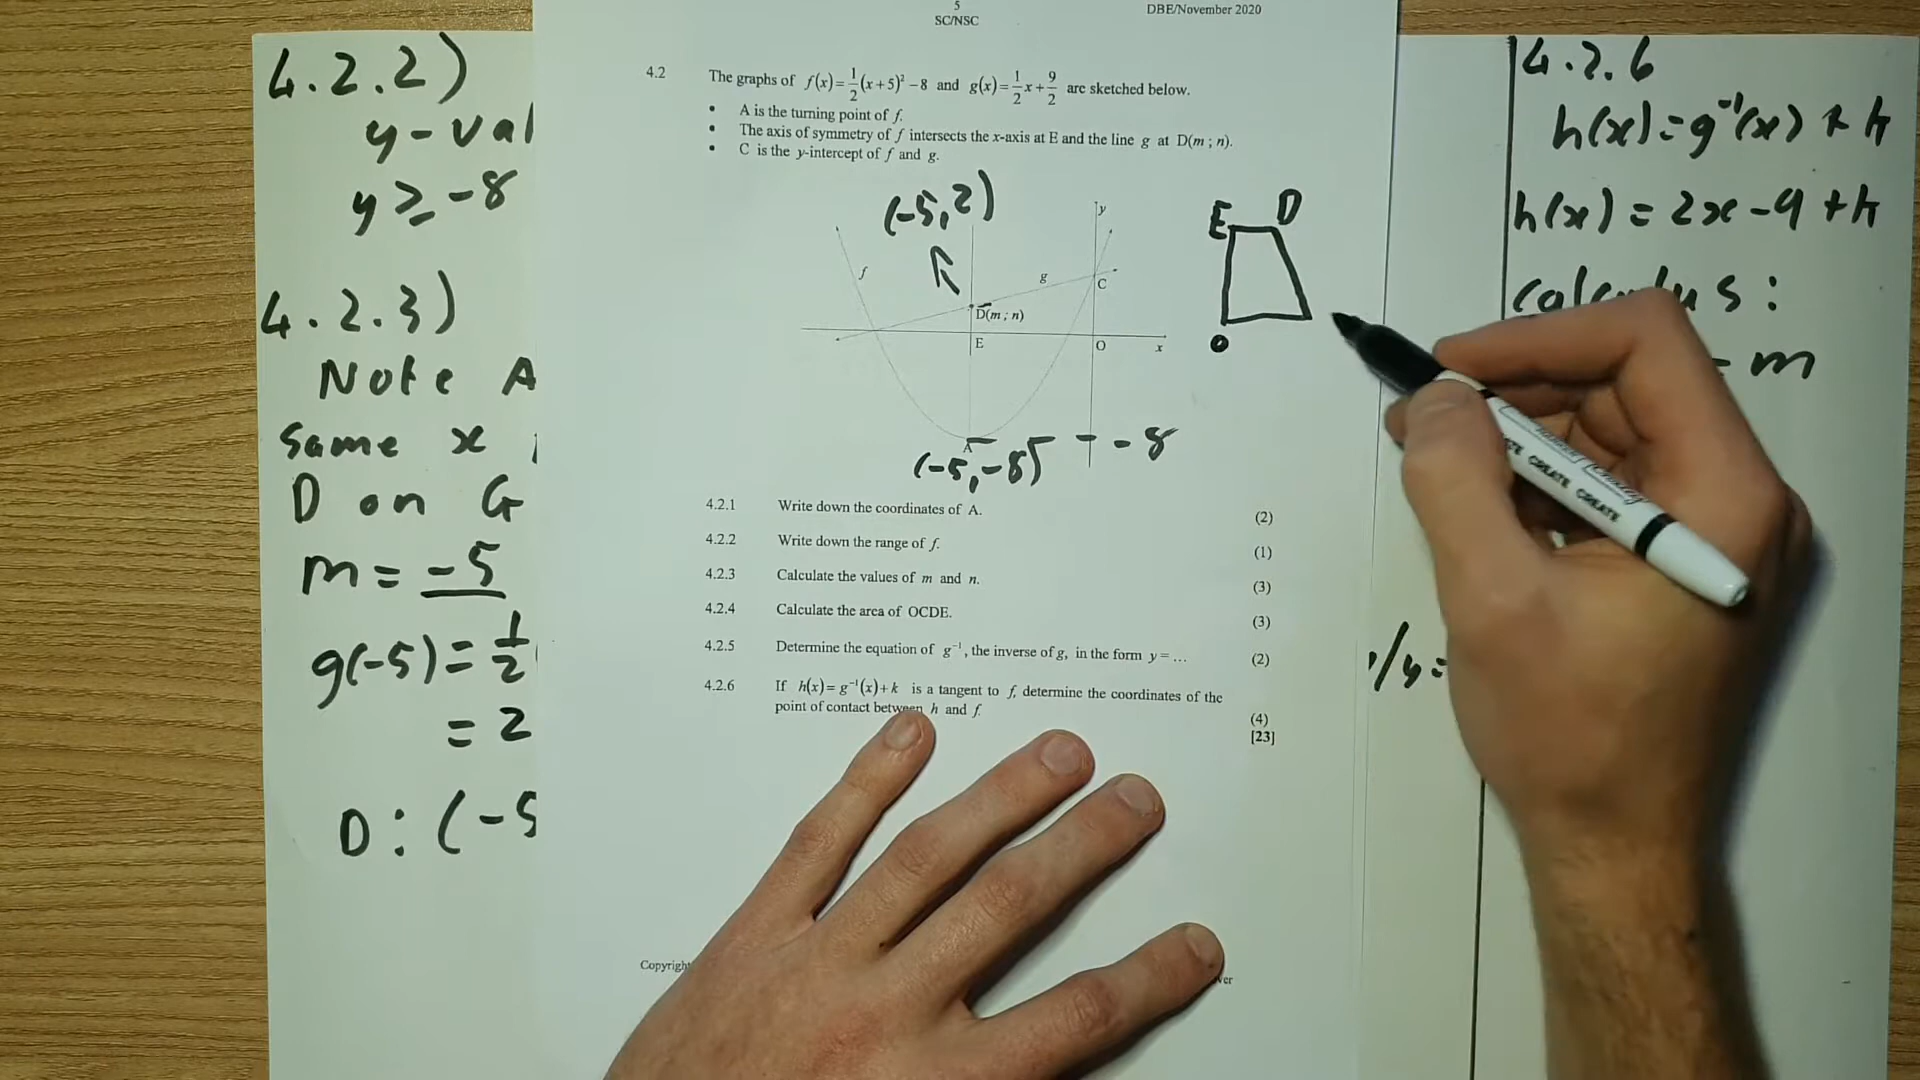 5
SC/NSC
DBE/November 2020
4.2 The graphs of f(x)=1/2(x+5)²−8 and g(x)=1/2x+9/2 are sketched below.
• A is the turning point of f.
• The axis of symmetry of f intersects the x-axis at E and the line g at D(m ; n).
• C is the y-intercept of f and g.
(-5,2)
y
f
g
C
D(m ; n)
E
O
x
A
(-5,-8)
-8
E D
O
4.2.1 Write down the coordinates of A. (2)
4.2.2 Write down the range of f. (1)
4.2.3 Calculate the values of m and n. (3)
4.2.4 Calculate the area of OCDE. (3)
4.2.5 Determine the equation of g⁻¹, the inverse of g, in the form y = … (2)
4.2.6 If h(x) = g⁻¹(x)+k is a tangent to f, determine the coordinates of the
point of contact between h and f. (4)
[23]
Copyright
4.2.2)
y-val
y ≥ -8
4.2.3)
Note A
same x
D on G
m = -5
g(-5) = 1/2
= 2
D : (-5
4.2.6
h(x) = g⁻¹(x) + k
h(x) = 2x - 9 + k
calculus :
m
/y=
CREATE CREATE